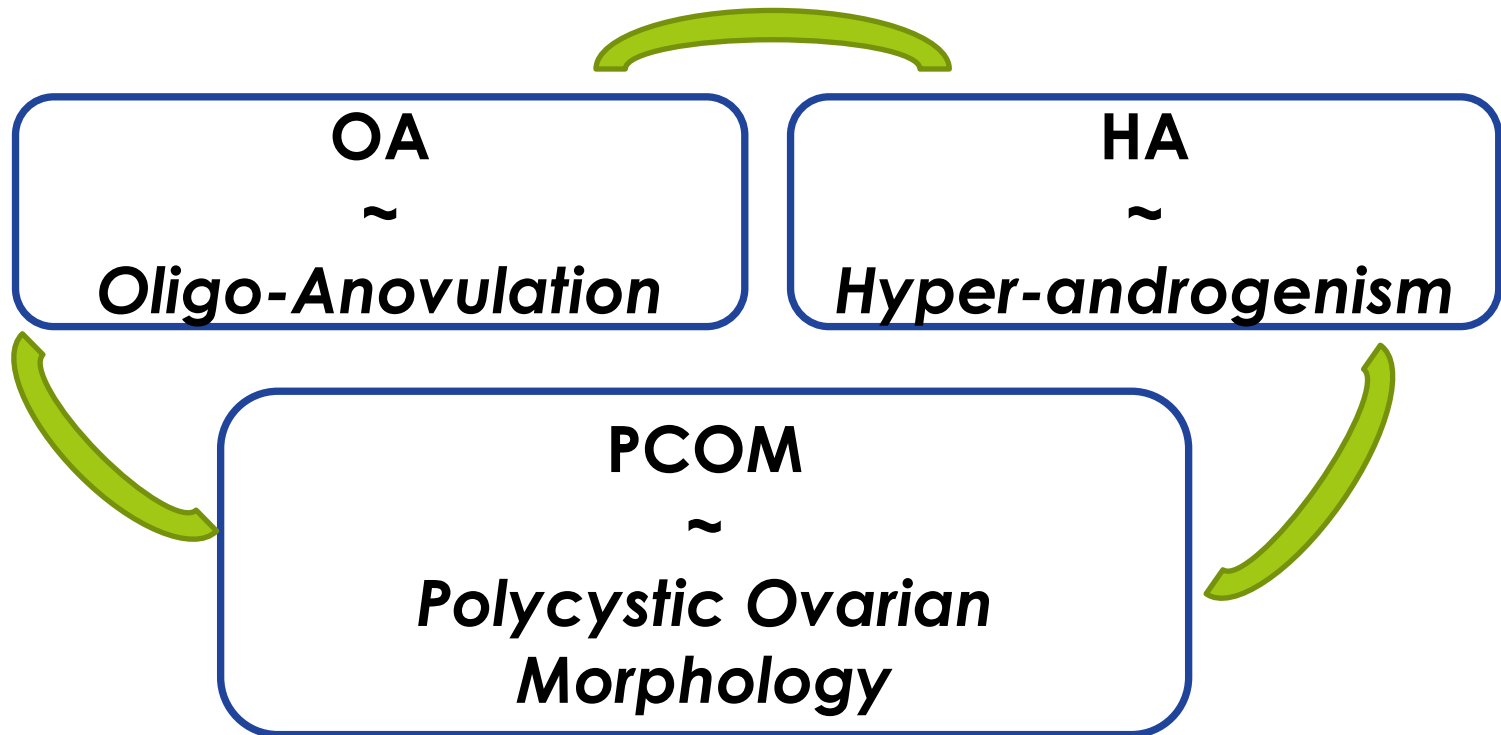 OA
~
Oligo-Anovulation
HA
~
Hyper-androgenism
PCOM
~
Polycystic Ovarian
Morphology